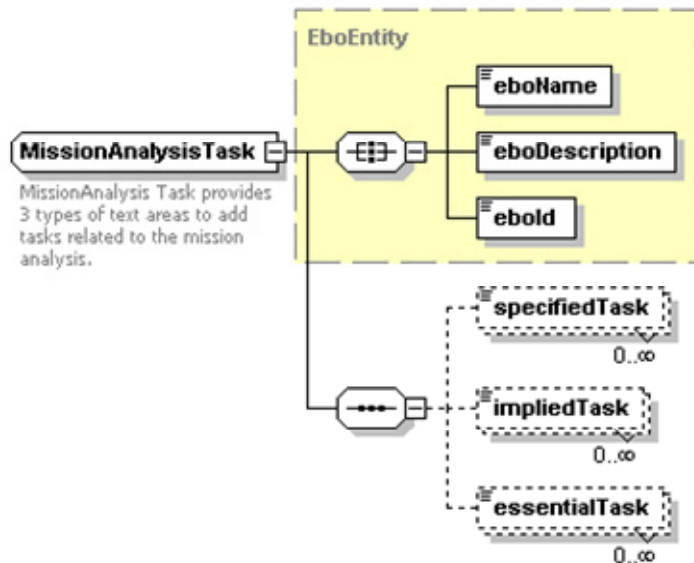 EboEntity
eboName
MissionAnalysisTask
eboDescription
MissionAnalysis Task provides
3 types of text areas to add
tasks related to the mission
analysis.
eboId
specifiedTask
0..∞
impliedTask
0..∞
essentialTask
0..∞